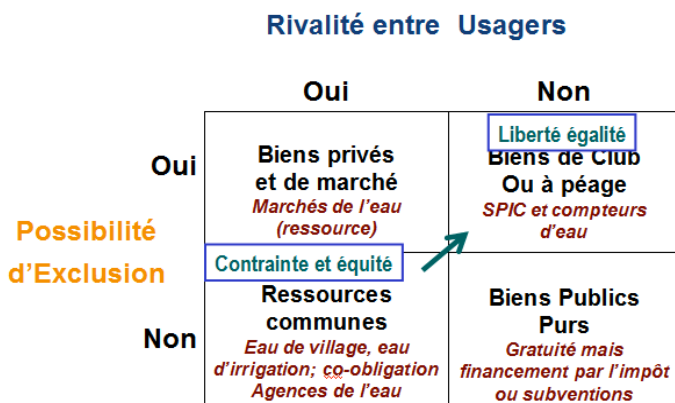 Rivalité entre Usagers
Oui
Non
Oui
Biens privés
et de marché
Marchés de l'eau
(ressource)
Liberté égalité
Biens de Club
Ou à péage
SPIC et compteurs
d'eau
Possibilité
d'Exclusion
Contrainte et équité
Non
Ressources
communes
Eau de village, eau
d'irrigation; co-obligation
Agences de l'eau
Biens Publics
Purs
Gratuité mais
financement par l'impôt
ou subventions